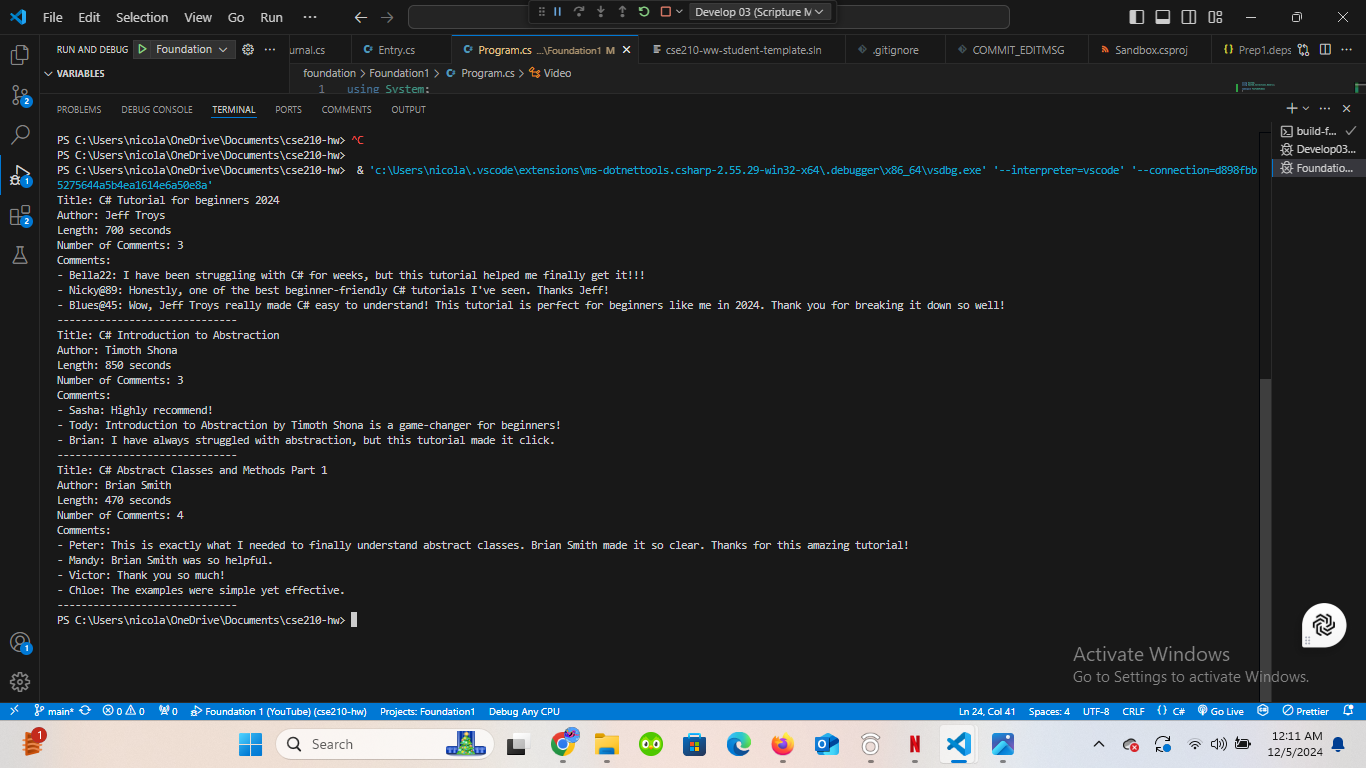 File Edit Selection View Go Run ··· Develop 03 (Scripture M
RUN AND DEBUG Foundation ··· urnal.cs Entry.cs Program.cs ...\Foundation1 M cse210-ww-student-template.sln .gitignore COMMIT_EDITMSG Sandbox.csproj Prep1.deps ···
VARIABLES foundation > Foundation1 > Program.cs > Video
1 using System;
PROBLEMS DEBUG CONSOLE TERMINAL PORTS COMMENTS OUTPUT
PS C:\Users\nicola\OneDrive\Documents\cse210-hw> ^C
PS C:\Users\nicola\OneDrive\Documents\cse210-hw>
PS C:\Users\nicola\OneDrive\Documents\cse210-hw> & 'c:\Users\nicola\.vscode\extensions\ms-dotnettools.csharp-2.55.29-win32-x64\.debugger\x86_64\vsdbg.exe' '--interpreter=vscode' '--connection=d898fbb
5275644a5b4ea1614e6a50e8a'
Title: C# Tutorial for beginners 2024
Author: Jeff Troys
Length: 700 seconds
Number of Comments: 3
Comments:
- Bella22: I have been struggling with C# for weeks, but this tutorial helped me finally get it!!!
- Nicky@89: Honestly, one of the best beginner-friendly C# tutorials I've seen. Thanks Jeff!
- Blues@45: Wow, Jeff Troys really made C# easy to understand! This tutorial is perfect for beginners like me in 2024. Thank you for breaking it down so well!
------------------------------
Title: C# Introduction to Abstraction
Author: Timoth Shona
Length: 850 seconds
Number of Comments: 3
Comments:
- Sasha: Highly recommend!
- Tody: Introduction to Abstraction by Timoth Shona is a game-changer for beginners!
- Brian: I have always struggled with abstraction, but this tutorial made it click.
------------------------------
Title: C# Abstract Classes and Methods Part 1
Author: Brian Smith
Length: 470 seconds
Number of Comments: 4
Comments:
- Peter: This is exactly what I needed to finally understand abstract classes. Brian Smith made it so clear. Thanks for this amazing tutorial!
- Mandy: Brian Smith was so helpful.
- Victor: Thank you so much!
- Chloe: The examples were simple yet effective.
------------------------------
PS C:\Users\nicola\OneDrive\Documents\cse210-hw>
build-f...
Develop03...
Foundatio...
2
1
2
1
Activate Windows
Go to Settings to activate Windows.
main* 0 0 0 Foundation 1 (YouTube) (cse210-hw) Projects: Foundation1 Debug Any CPU Ln 24, Col 41 Spaces: 4 UTF-8 CRLF {} C# Go Live Prettier
1 Search N 12:11 AM
12/5/2024